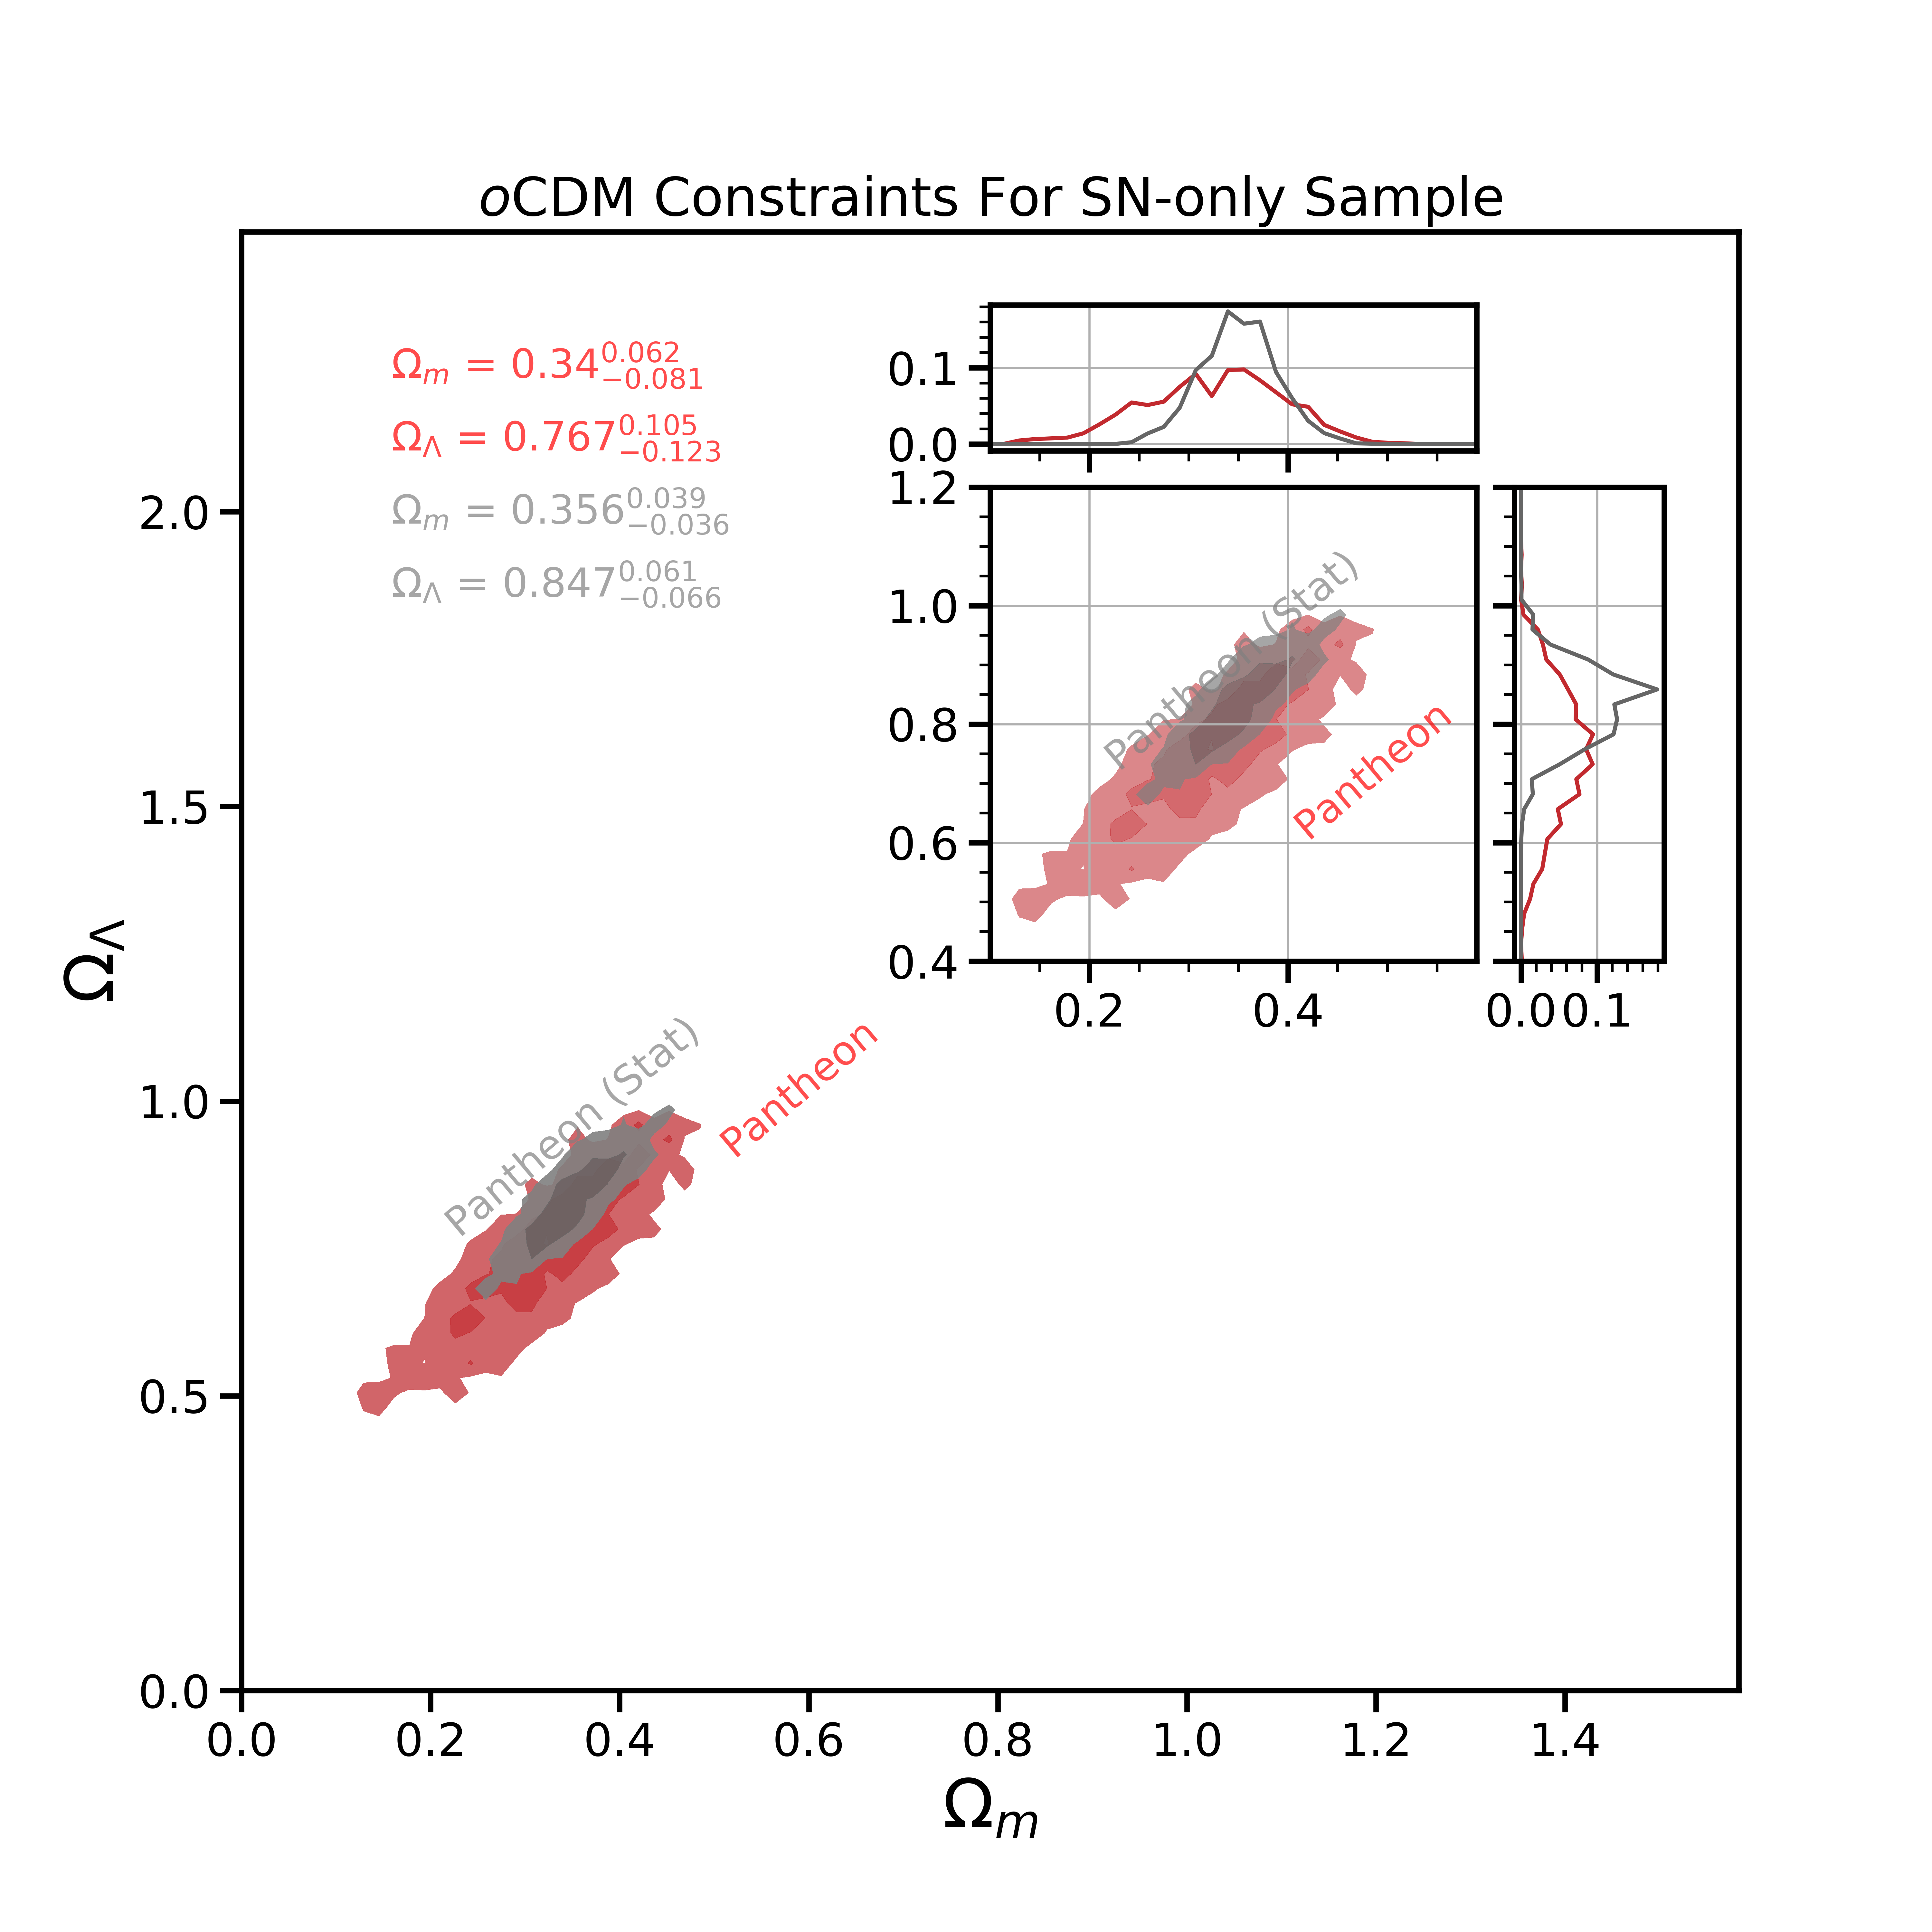 oCDM Constraints For SN-only Sample
Ωm = 0.34 0.062 −0.081
ΩΛ = 0.767 0.105 −0.123
Ωm = 0.356 0.039 −0.036
ΩΛ = 0.847 0.061 −0.066
0.1
0.0
1.2
1.0
0.8
0.6
0.4
Pantheon (Stat)
Pantheon
0.2 0.4
0.0 0.1
2.0
1.5
1.0
0.5
0.0
ΩΛ
Pantheon (Stat)
Pantheon
0.0 0.2 0.4 0.6 0.8 1.0 1.2 1.4
Ωm